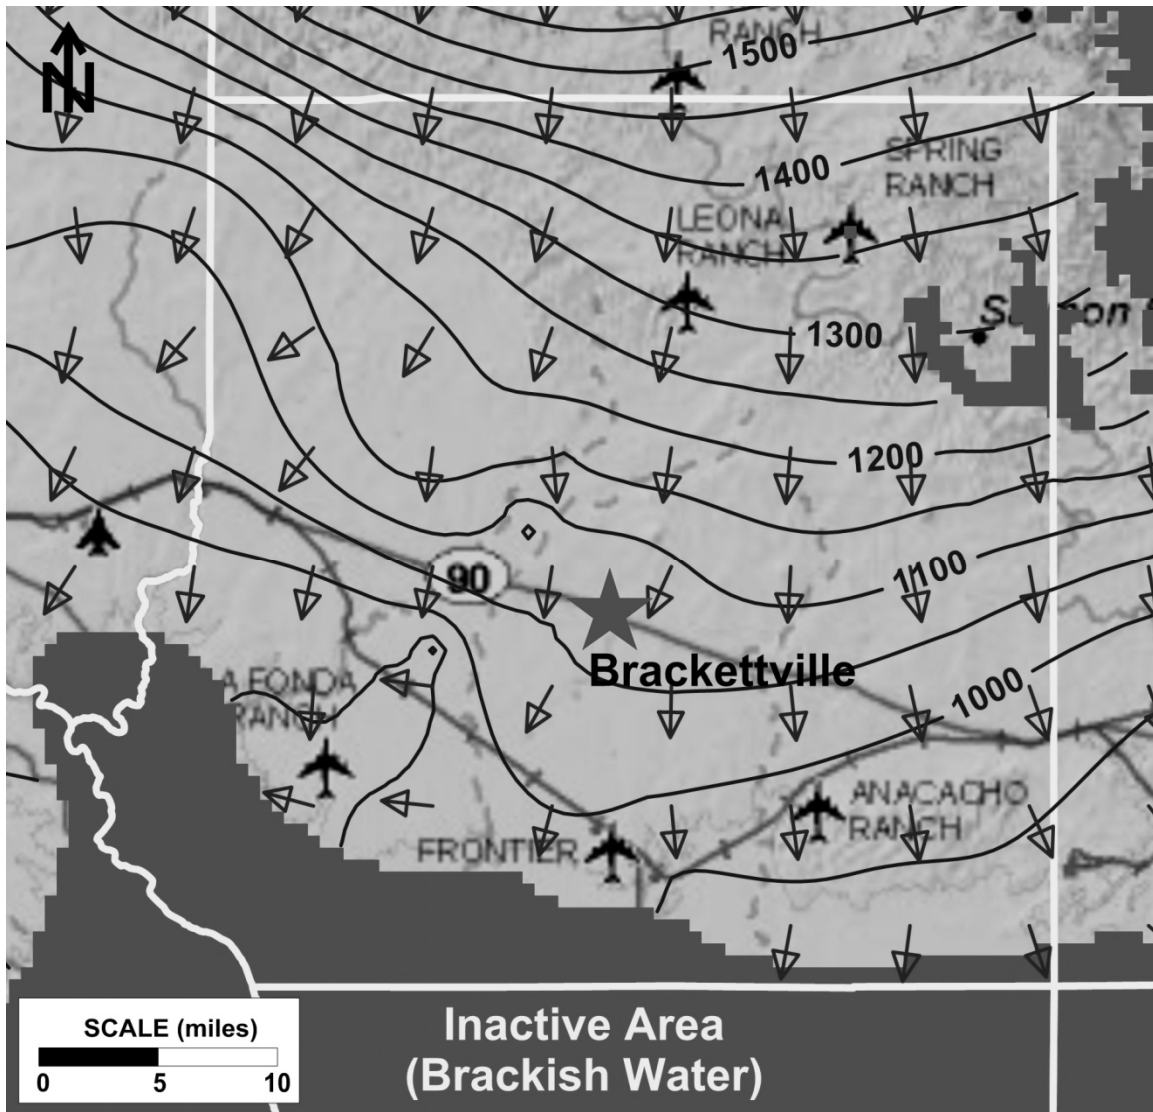 RANCH
1500
N
SPRING
RANCH
1400
LEONA
RANCH
1300
1200
90
1100
Brackettville
1000
A FONDA
RANCH
ANACACHO
RANCH
FRONTIER
SCALE (miles)
0 5 10
Inactive Area
(Brackish Water)